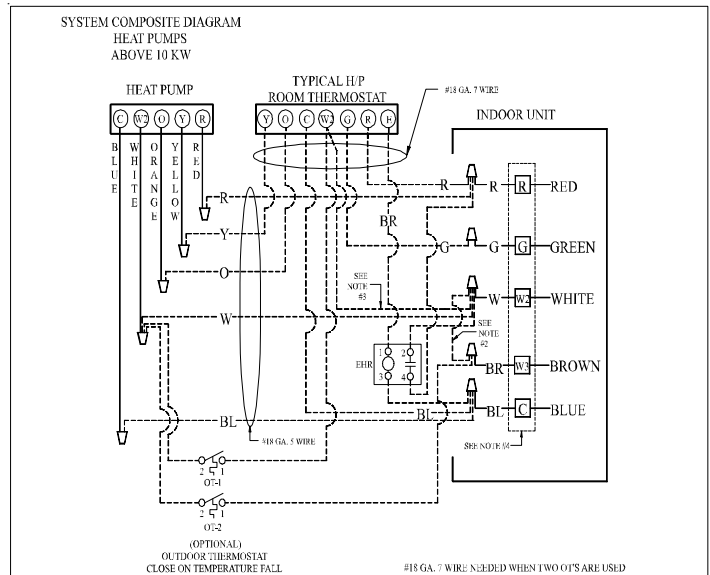 SYSTEM COMPOSITE DIAGRAM
HEAT PUMPS
ABOVE 10 KW
HEAT PUMP
TYPICAL H/P
ROOM THERMOSTAT
#18 GA. 7 WIRE
INDOOR UNIT
C W2 O Y R
Y O C W2 G R E
BLUE
WHITE
ORANGE
YELLOW
RED
R
Y
O
W
BL
BR
R R R RED
G G G GREEN
SEE
NOTE
#3
W W2 WHITE
SEE
NOTE
#2
EHR
1 2
3 4
BR W3 BROWN
BL BL C BLUE
#18 GA. 5 WIRE
SEE NOTE #4
2 1
OT-1
2 1
OT-2
(OPTIONAL)
OUTDOOR THERMOSTAT
CLOSE ON TEMPERATURE FALL
#18 GA. 7 WIRE NEEDED WHEN TWO OT'S ARE USED